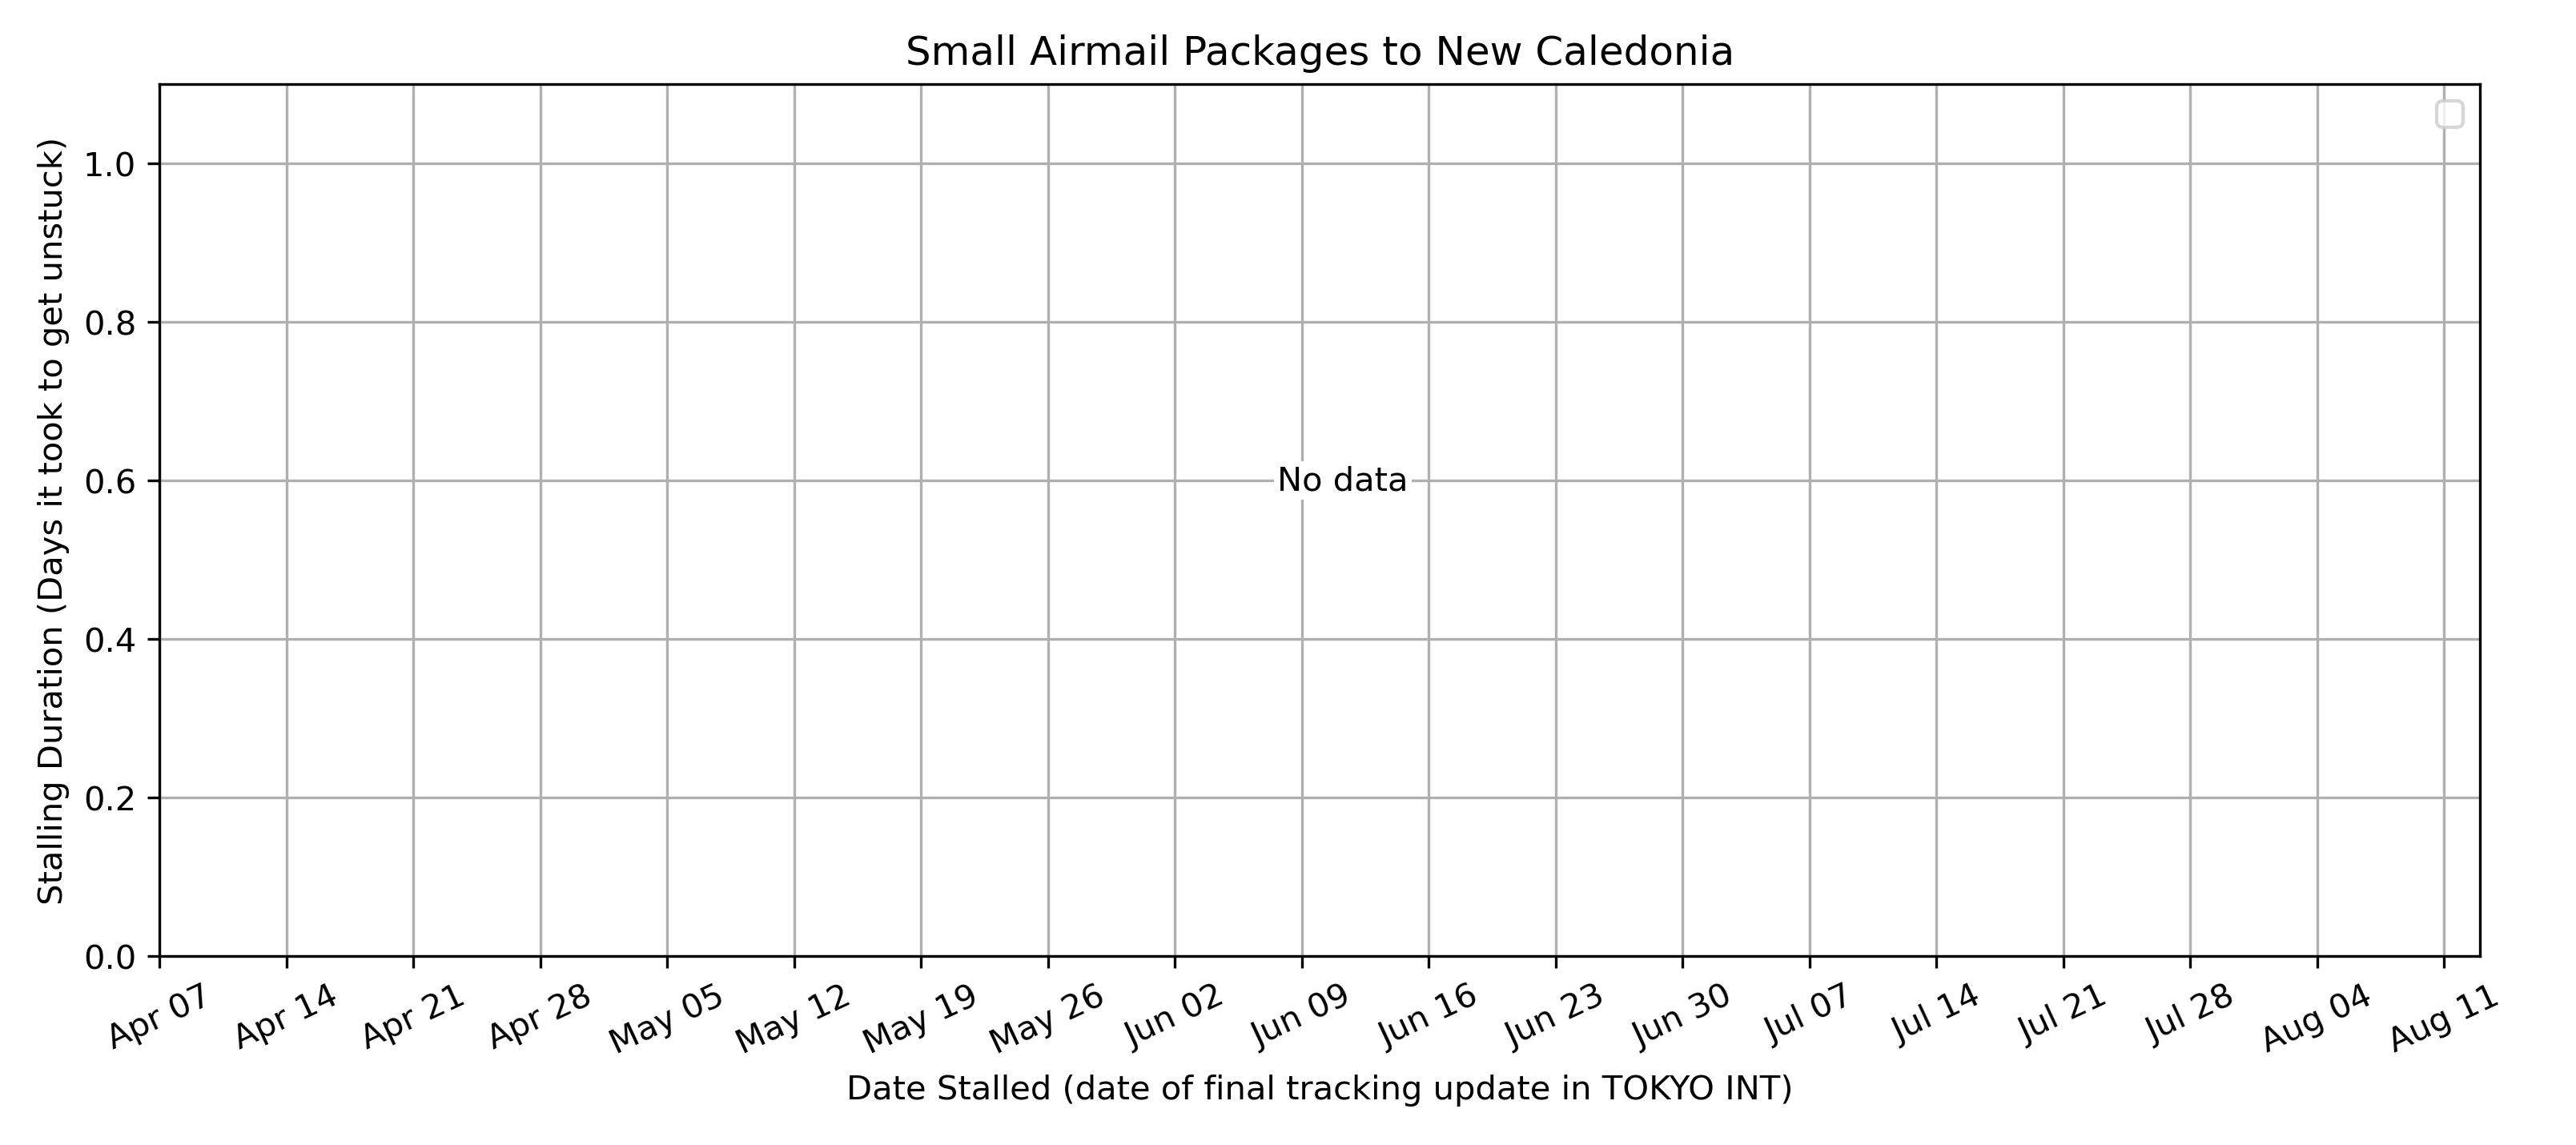 Small Airmail Packages to New Caledonia
Stalling Duration (Days it took to get unstuck)
1.0
0.8
0.6
0.4
0.2
0.0
No data
Apr 07 Apr 14 Apr 21 Apr 28 May 05 May 12 May 19 May 26 Jun 02 Jun 09 Jun 16 Jun 23 Jun 30 Jul 07 Jul 14 Jul 21 Jul 28 Aug 04 Aug 11
Date Stalled (date of final tracking update in TOKYO INT)